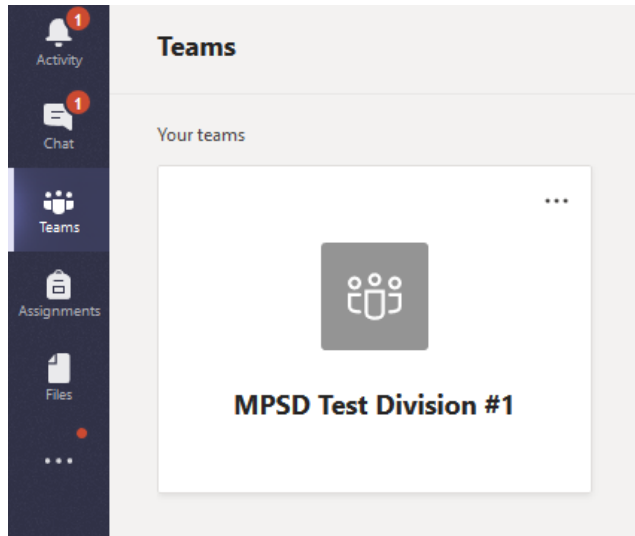 1
Activity
1
Chat
Teams
Assignments
Files
Teams
Your teams
MPSD Test Division #1